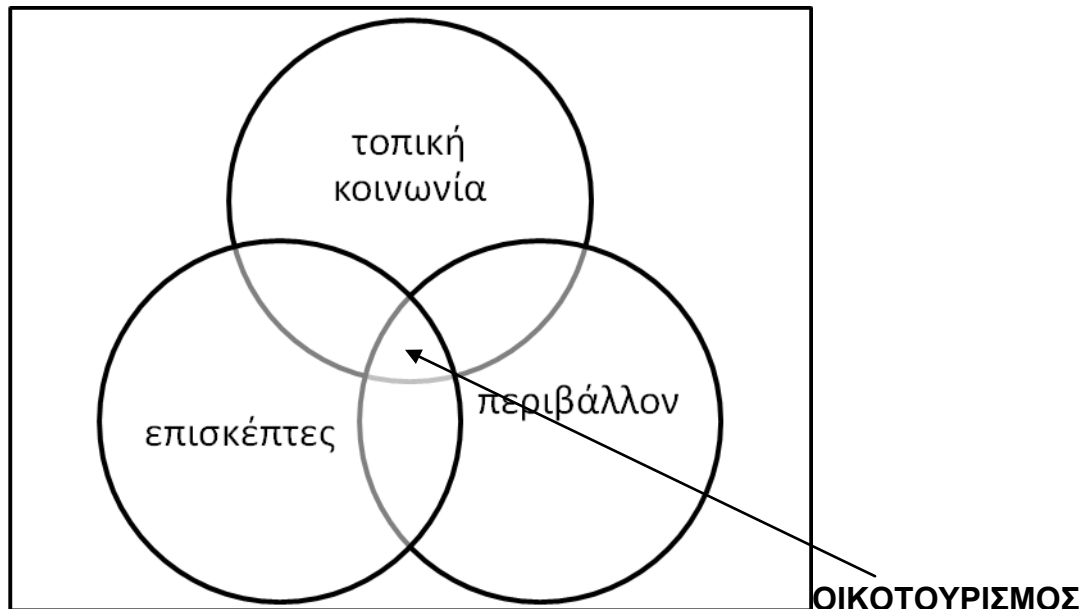 τοπική
κοινωνία
επισκέπτες
περιβάλλον
ΟΙΚΟΤΟΥΡΙΣΜΟΣ